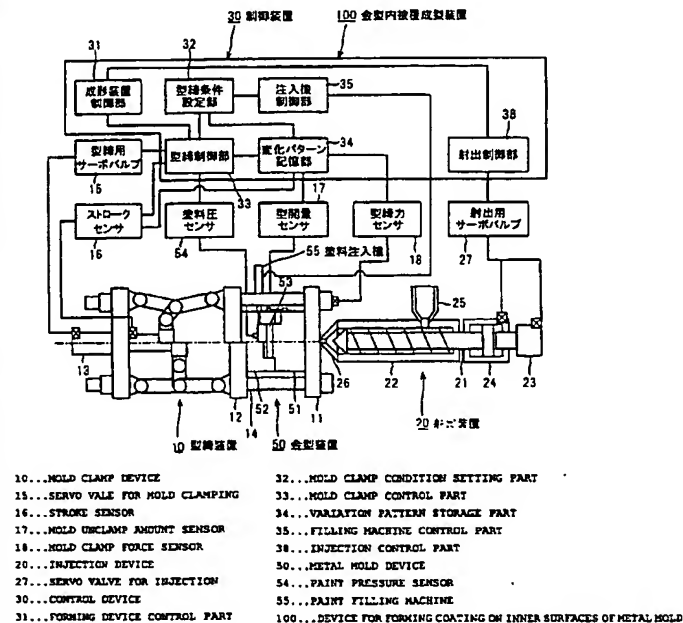 30 制御装置
100 金型内被覆成型装置
31
32
35
成形装置
制御部
型締条件
設定部
注入機
制御部
38
34
型締用
サーボバルブ
型締制御部
変化パターン
記憶部
射出制御部
15
33
17
ストローク
センサ
塗料圧
センサ
型開量
センサ
型締力
センサ
射出用
サーボバルブ
16
54
55 塗料注入機
18
27
53
25
13
12
14
52
51
11
26
22
21
24
23
10 型締装置
50 金型装置
20 射出装置
10...MOLD CLAMP DEVICE
15...SERVO VALE FOR MOLD CLAMPING
16...STROKE SENSOR
17...MOLD UNCLAMP AMOUNT SENSOR
18...MOLD CLAMP FORCE SENSOR
20...INJECTION DEVICE
27...SERVO VALVE FOR INJECTION
30...CONTROL DEVICE
31...FORMING DEVICE CONTROL PART
32...MOLD CLAMP CONDITION SETTING PART
33...MOLD CLAMP CONTROL PART
34...VARIATION PATTERN STORAGE PART
35...FILLING MACHINE CONTROL PART
38...INJECTION CONTROL PART
50...METAL MOLD DEVICE
54...PAINT PRESSURE SENSOR
55...PAINT FILLING MACHINE
100...DEVICE FOR FORMING COATING ON INNER SURFACES OF METAL MOLD